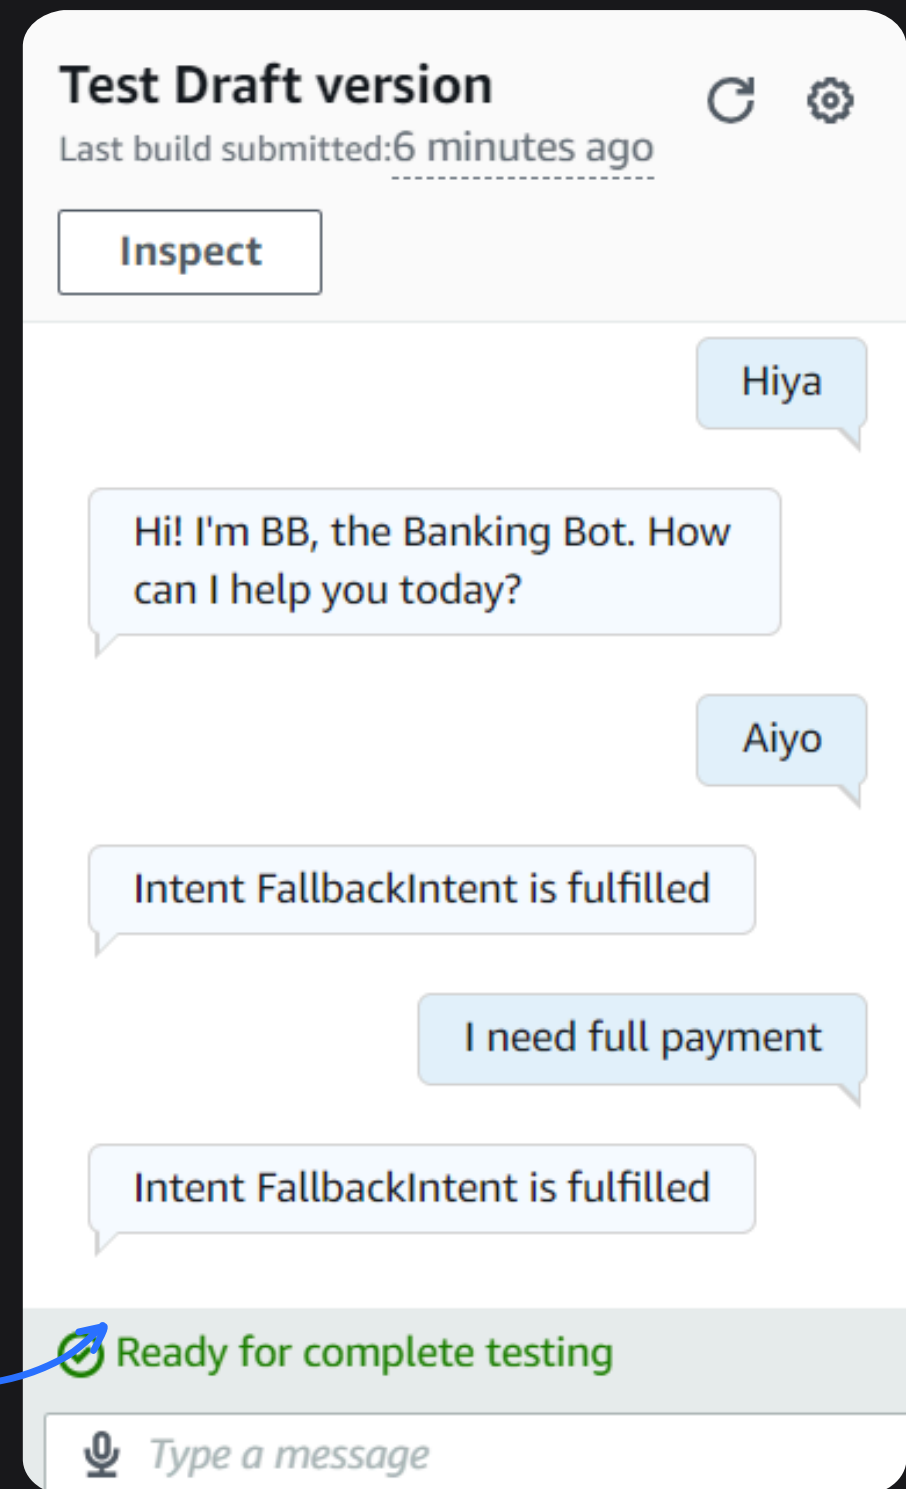 Test Draft version
Last build submitted:6 minutes ago
Inspect
Hiya
Hi! I'm BB, the Banking Bot. How
can I help you today?
Aiyo
Intent FallbackIntent is fulfilled
I need full payment
Intent FallbackIntent is fulfilled
Ready for complete testing
Type a message